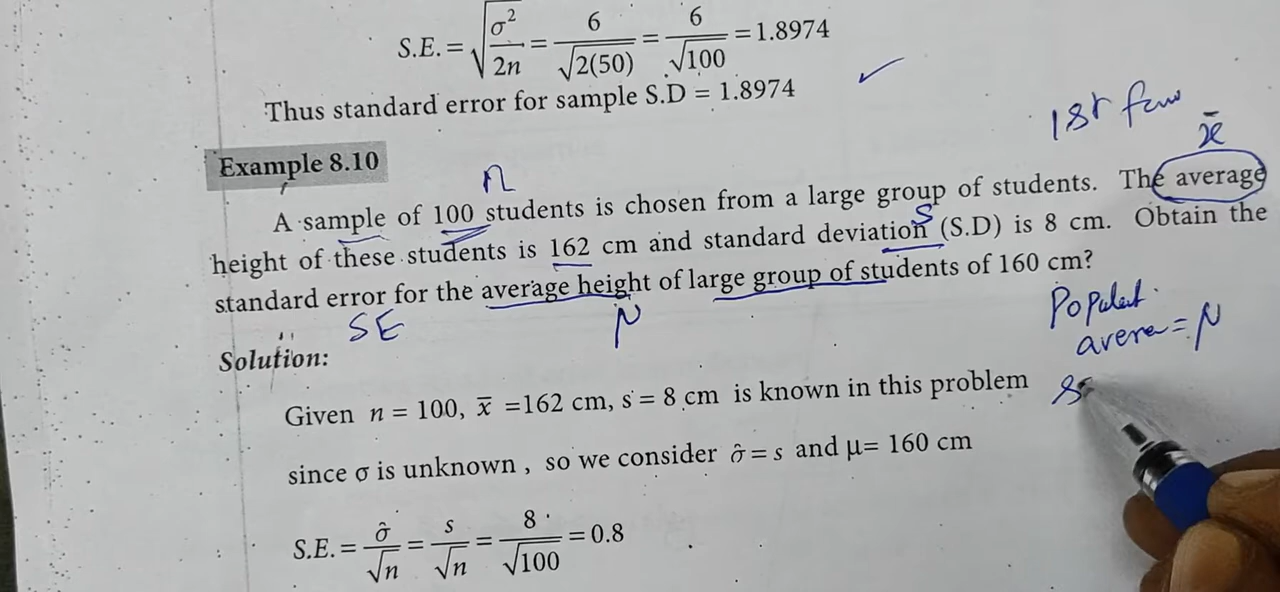 S.E. = √(σ²/2n) = 6/√2(50) = 6/√100 = 1.8974
Thus standard error for sample S.D = 1.8974
1st
x̄
Example 8.10
n
A sample of 100 students is chosen from a large group of students. The average
S
height of these students is 162 cm and standard deviation (S.D) is 8 cm. Obtain the
standard error for the average height of large group of students of 160 cm?
SE
μ
= μ
Solution:
Given n = 100, x̄ =162 cm, s = 8 cm is known in this problem
since σ is unknown , so we consider σ̂ = s and μ= 160 cm
S.E. = σ̂/√n = s/√n = 8/√100 = 0.8